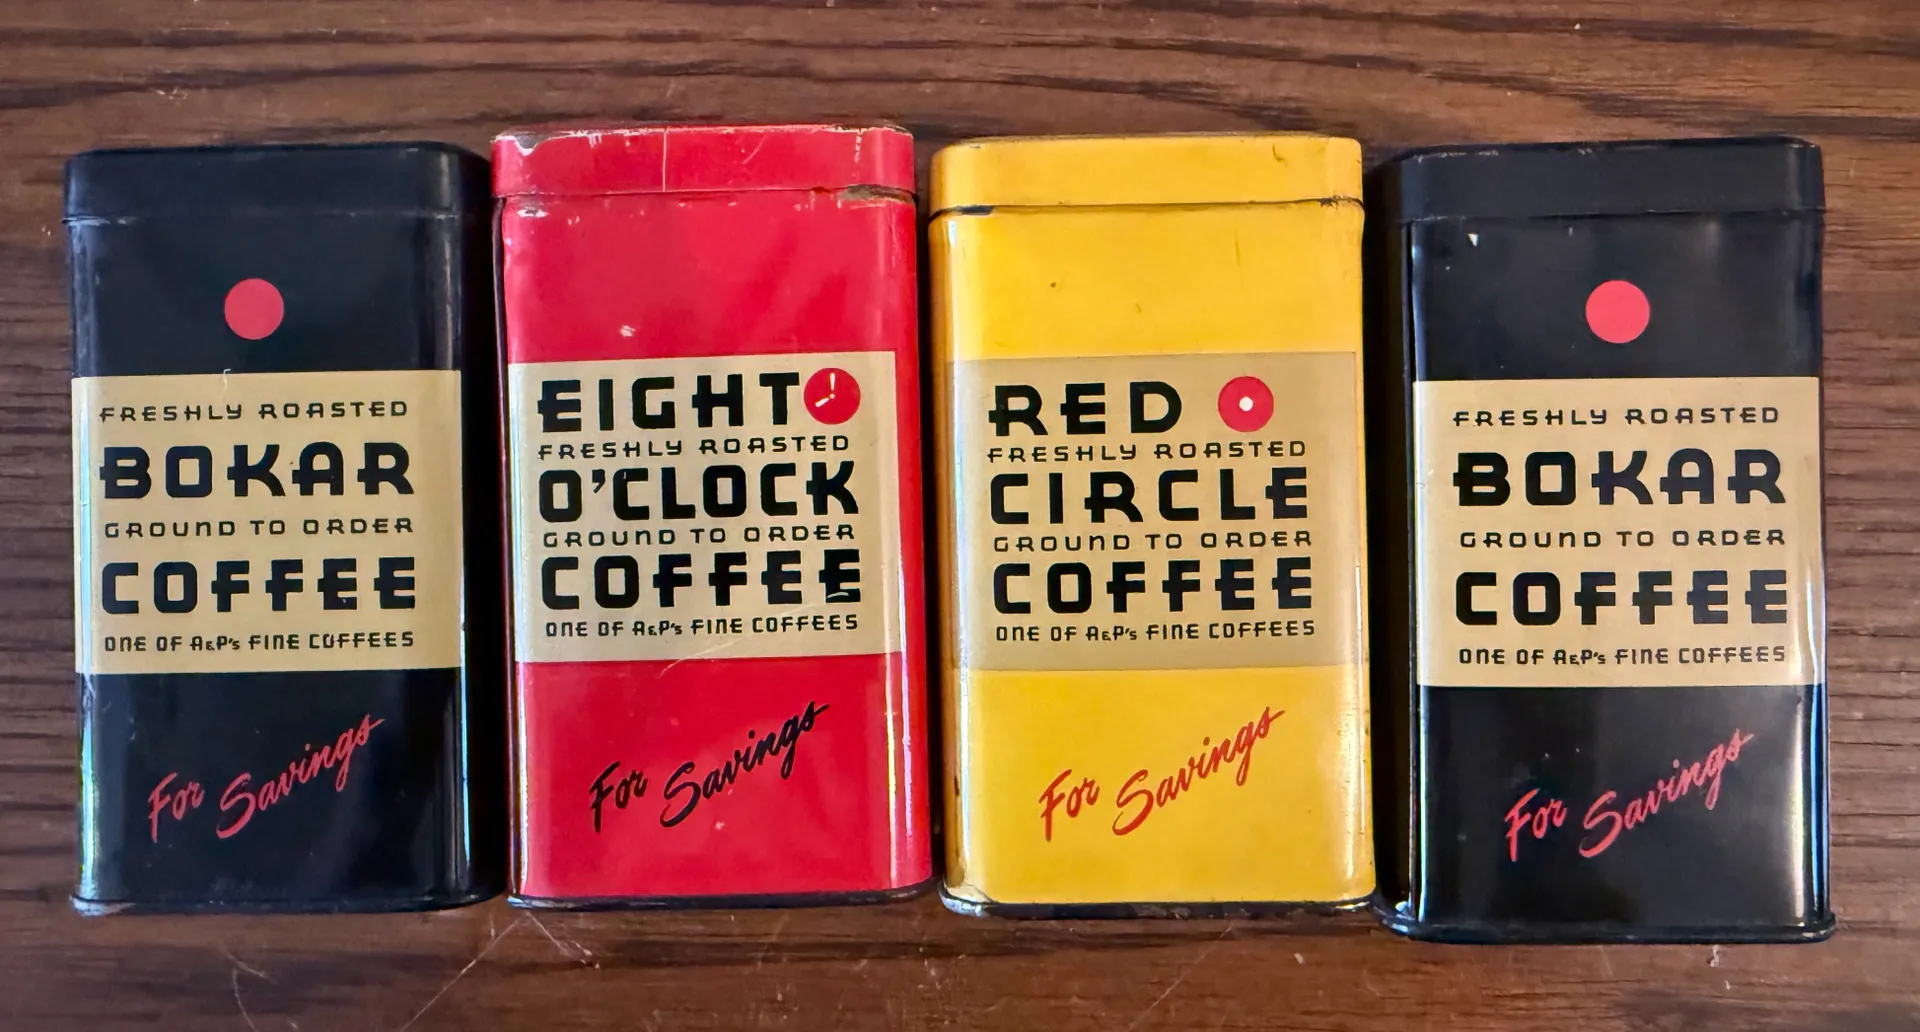 FRESHLY ROASTED
BOKAR
GROUND TO ORDER
COFFEE
ONE OF A&P's FINE COFFEES
For Savings
EIGHT
FRESHLY ROASTED
O'CLOCK
GROUND TO ORDER
COFFEE
ONE OF A&P's FINE COFFEES
For Savings
RED
FRESHLY ROASTED
CIRCLE
GROUND TO ORDER
COFFEE
ONE OF A&P's FINE COFFEES
For Savings
FRESHLY ROASTED
BOKAR
GROUND TO ORDER
COFFEE
ONE OF A&P's FINE COFFEES
For Savings